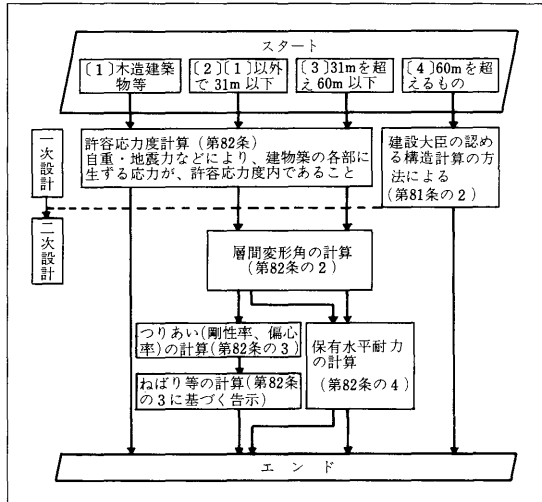 スタート
〔1〕木造建築
物等
〔2〕〔1〕以外
で31m以下
〔3〕31mを超
え60m以下
〔4〕60mを超
えるもの
一次設計
二次設計
許容応力度計算(第82条)
自重・地震力などにより、建物築の各部に
生ずる応力が、許容応力度内であること
建設大臣の認め
る構造計算の方
法による
(第81条の2)
層間変形角の計算
(第82条の2)
つりあい(剛性率、偏心
率)の計算(第82条の3)
ねばり等の計算(第82条
の3に基づく告示)
保有水平耐力
の計算
(第82条の4)
エンド